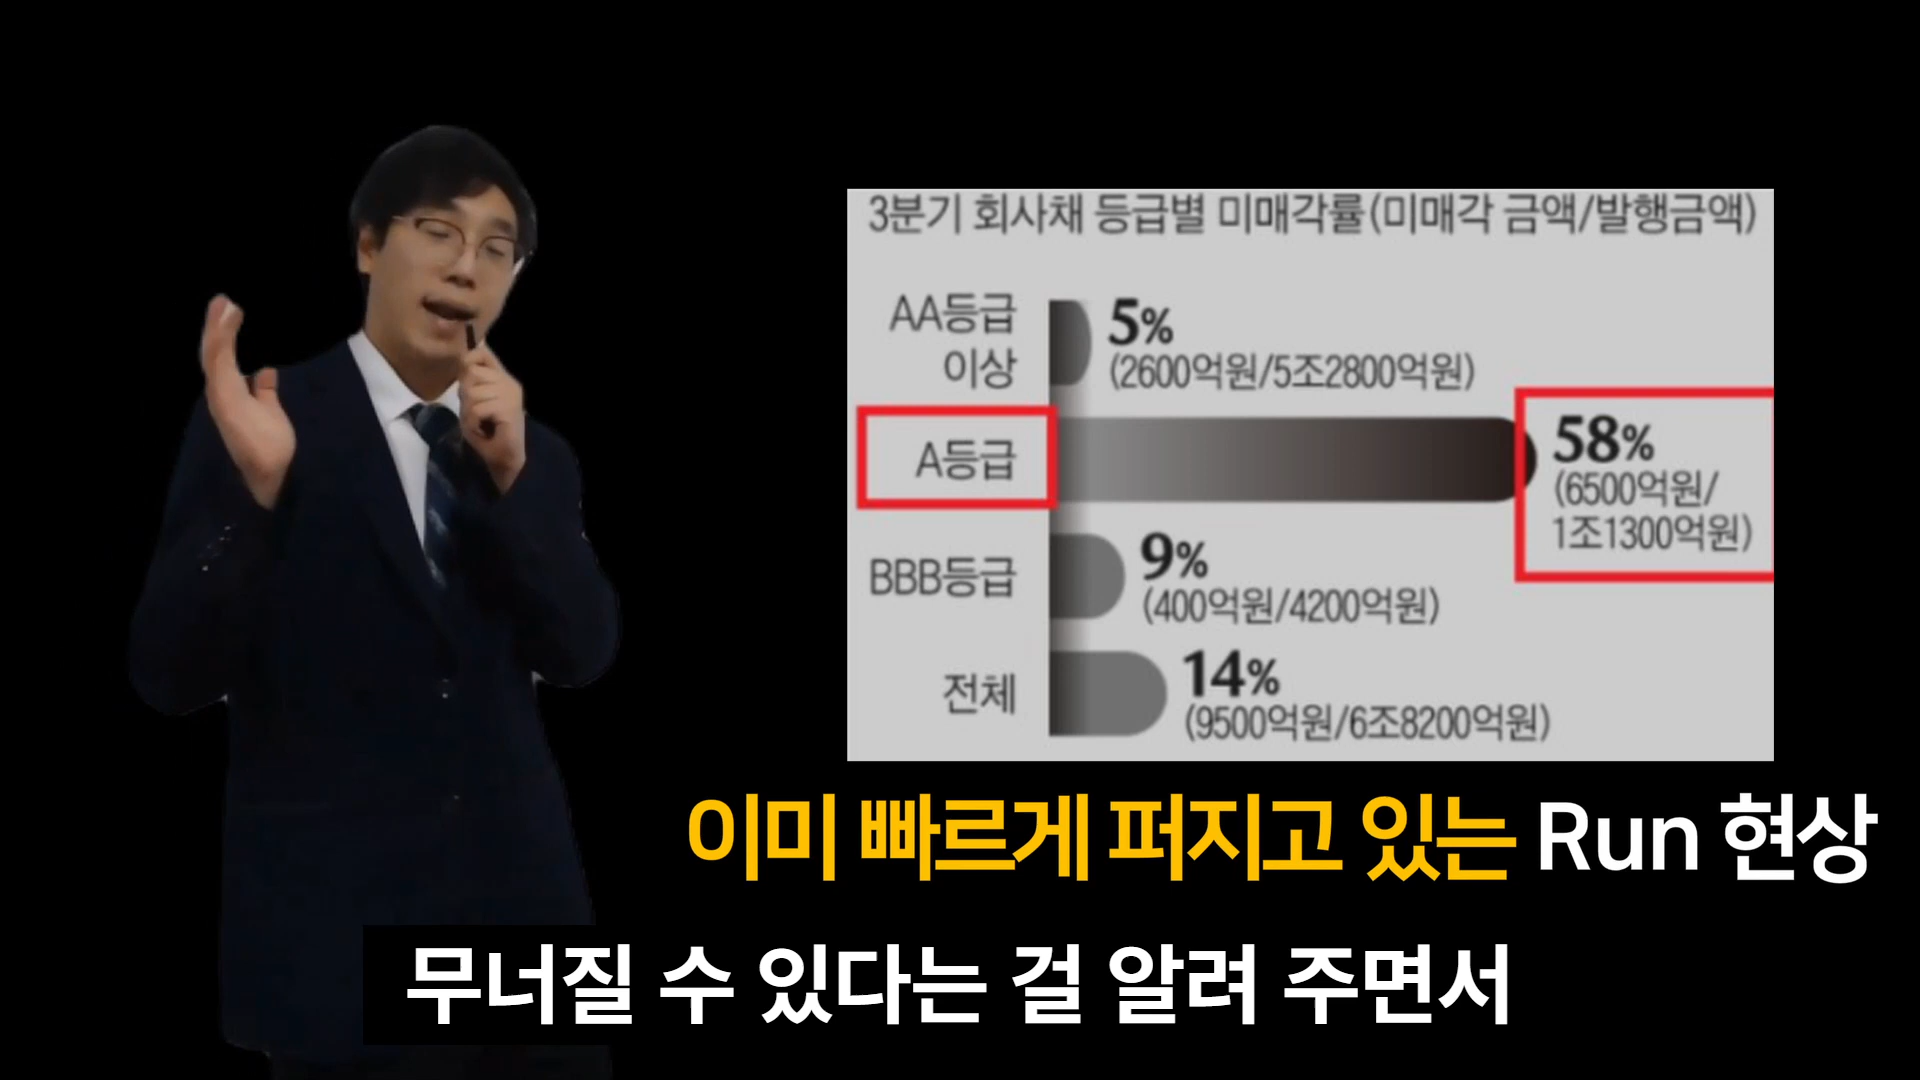 3분기 회사채 등급별 미매각률(미매각 금액/발행금액)
AA등급
이상
5%
(2600억원/5조2800억원)
A등급
58%
(6500억원/
1조1300억원)
BBB등급
9%
(400억원/4200억원)
전체
14%
(9500억원/6조8200억원)
이미 빠르게 퍼지고 있는 Run 현상
무너질 수 있다는 걸 알려 주면서